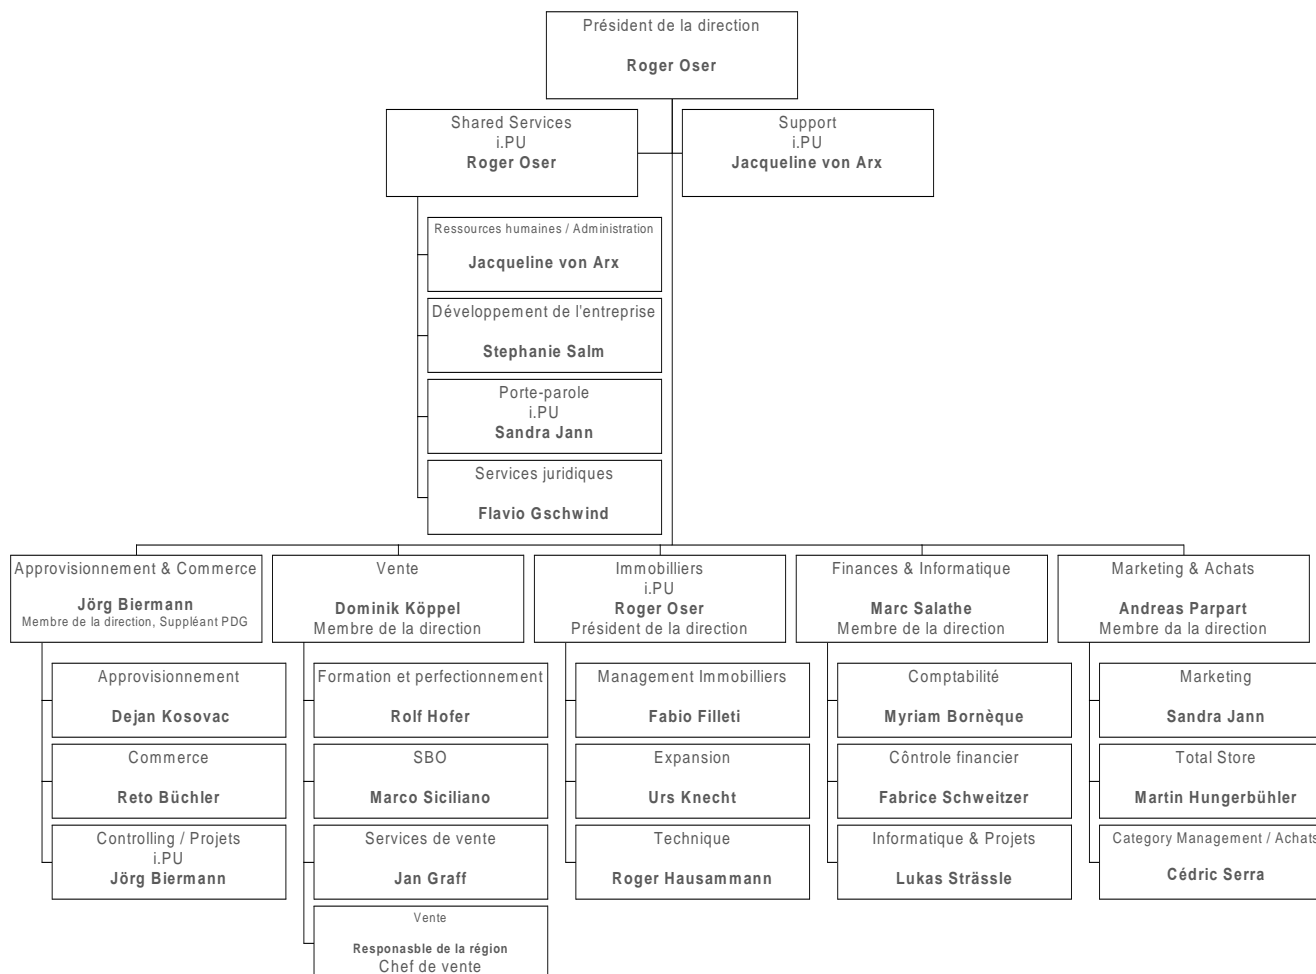 Président de la direction
Roger Oser
Shared Services
i.PU
Roger Oser
Support
i.PU
Jacqueline von Arx
Ressources humaines / Administration
Jacqueline von Arx
Développement de l'entreprise
Stephanie Salm
Porte-parole
i.PU
Sandra Jann
Services juridiques
Flavio Gschwind
Approvisionnement & Commerce
Jörg Biermann
Membre de la direction, Suppléant PDG
Vente
Dominik Köppel
Membre de la direction
Immobilliers
i.PU
Roger Oser
Président de la direction
Finances & Informatique
Marc Salathe
Membre de la direction
Marketing & Achats
Andreas Parpart
Membre da la direction
Approvisionnement
Dejan Kosovac
Commerce
Reto Büchler
Controlling / Projets
i.PU
Jörg Biermann
Formation et perfectionnement
Rolf Hofer
SBO
Marco Siciliano
Services de vente
Jan Graff
Vente
Responasble de la région
Chef de vente
Management Immobilliers
Fabio Filleti
Expansion
Urs Knecht
Technique
Roger Hausammann
Comptabilité
Myriam Bornèque
Côntrole financier
Fabrice Schweitzer
Informatique & Projets
Lukas Strässle
Marketing
Sandra Jann
Total Store
Martin Hungerbühler
Category Management / Achats
Cédric Serra